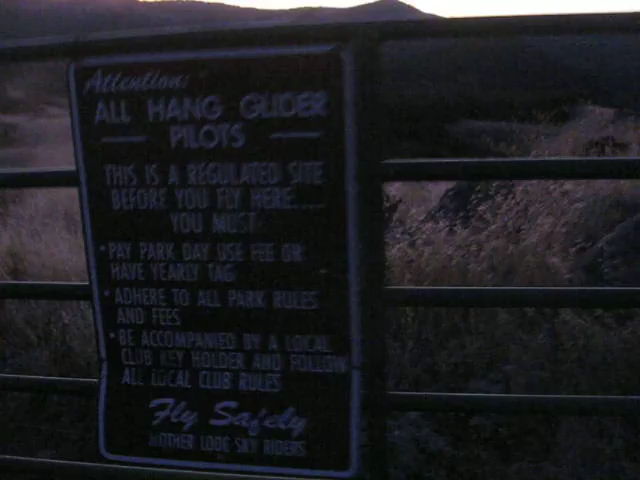 Attention:
ALL HANG GLIDER
PILOTS
THIS IS A REGULATED SITE
BEFORE YOU FLY HERE....
YOU MUST:
•PAY PARK DAY USE FEE OR
HAVE YEARLY TAG
•ADHERE TO ALL PARK RULES
AND FEES
•BE ACCOMPANIED BY A LOCAL
CLUB KEY HOLDER AND FOLLOW
ALL LOCAL CLUB RULES
Fly Safely
MOTHER LODE SKY RIDERS